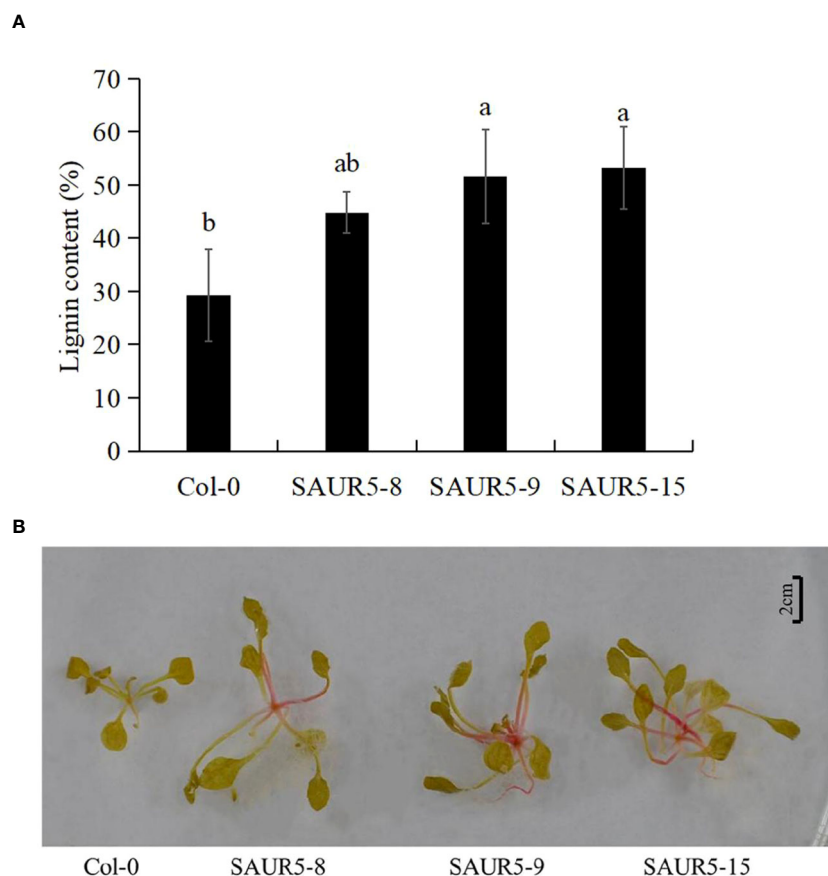 A
70
60
50
40
30
20
10
0
Lignin content (%)
b
ab
a
a
Col-0 SAUR5-8 SAUR5-9 SAUR5-15
B
2cm
Col-0 SAUR5-8 SAUR5-9 SAUR5-15